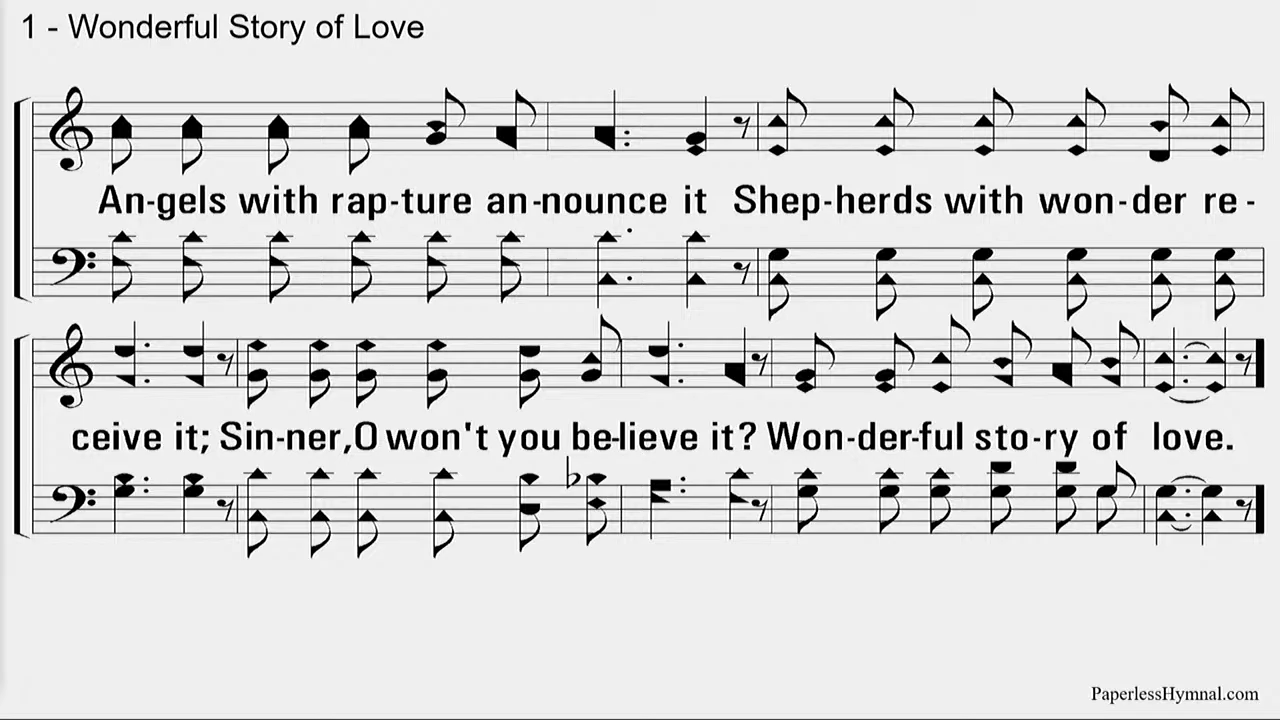 1 - Wonderful Story of Love
An-gels with rap-ture an-nounce it Shep-herds with won-der re-
ceive it; Sin-ner, O won't you be-lieve it? Won-der-ful sto-ry of love.
PaperlessHymnal.com